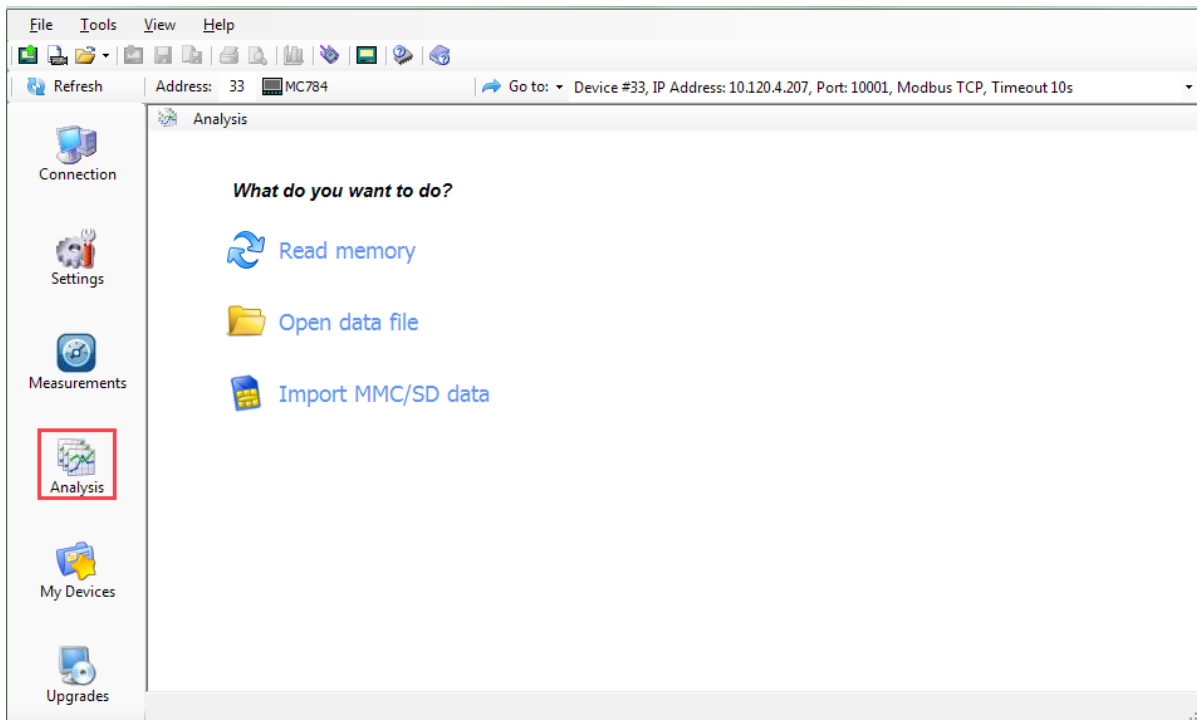 File Tools View Help
Refresh Address: 33 MC784 Go to: Device #33, IP Address: 10.120.4.207, Port: 10001, Modbus TCP, Timeout 10s
Analysis
Connection
What do you want to do?
Read memory
Settings
Open data file
Measurements
Import MMC/SD data
Analysis
My Devices
Upgrades